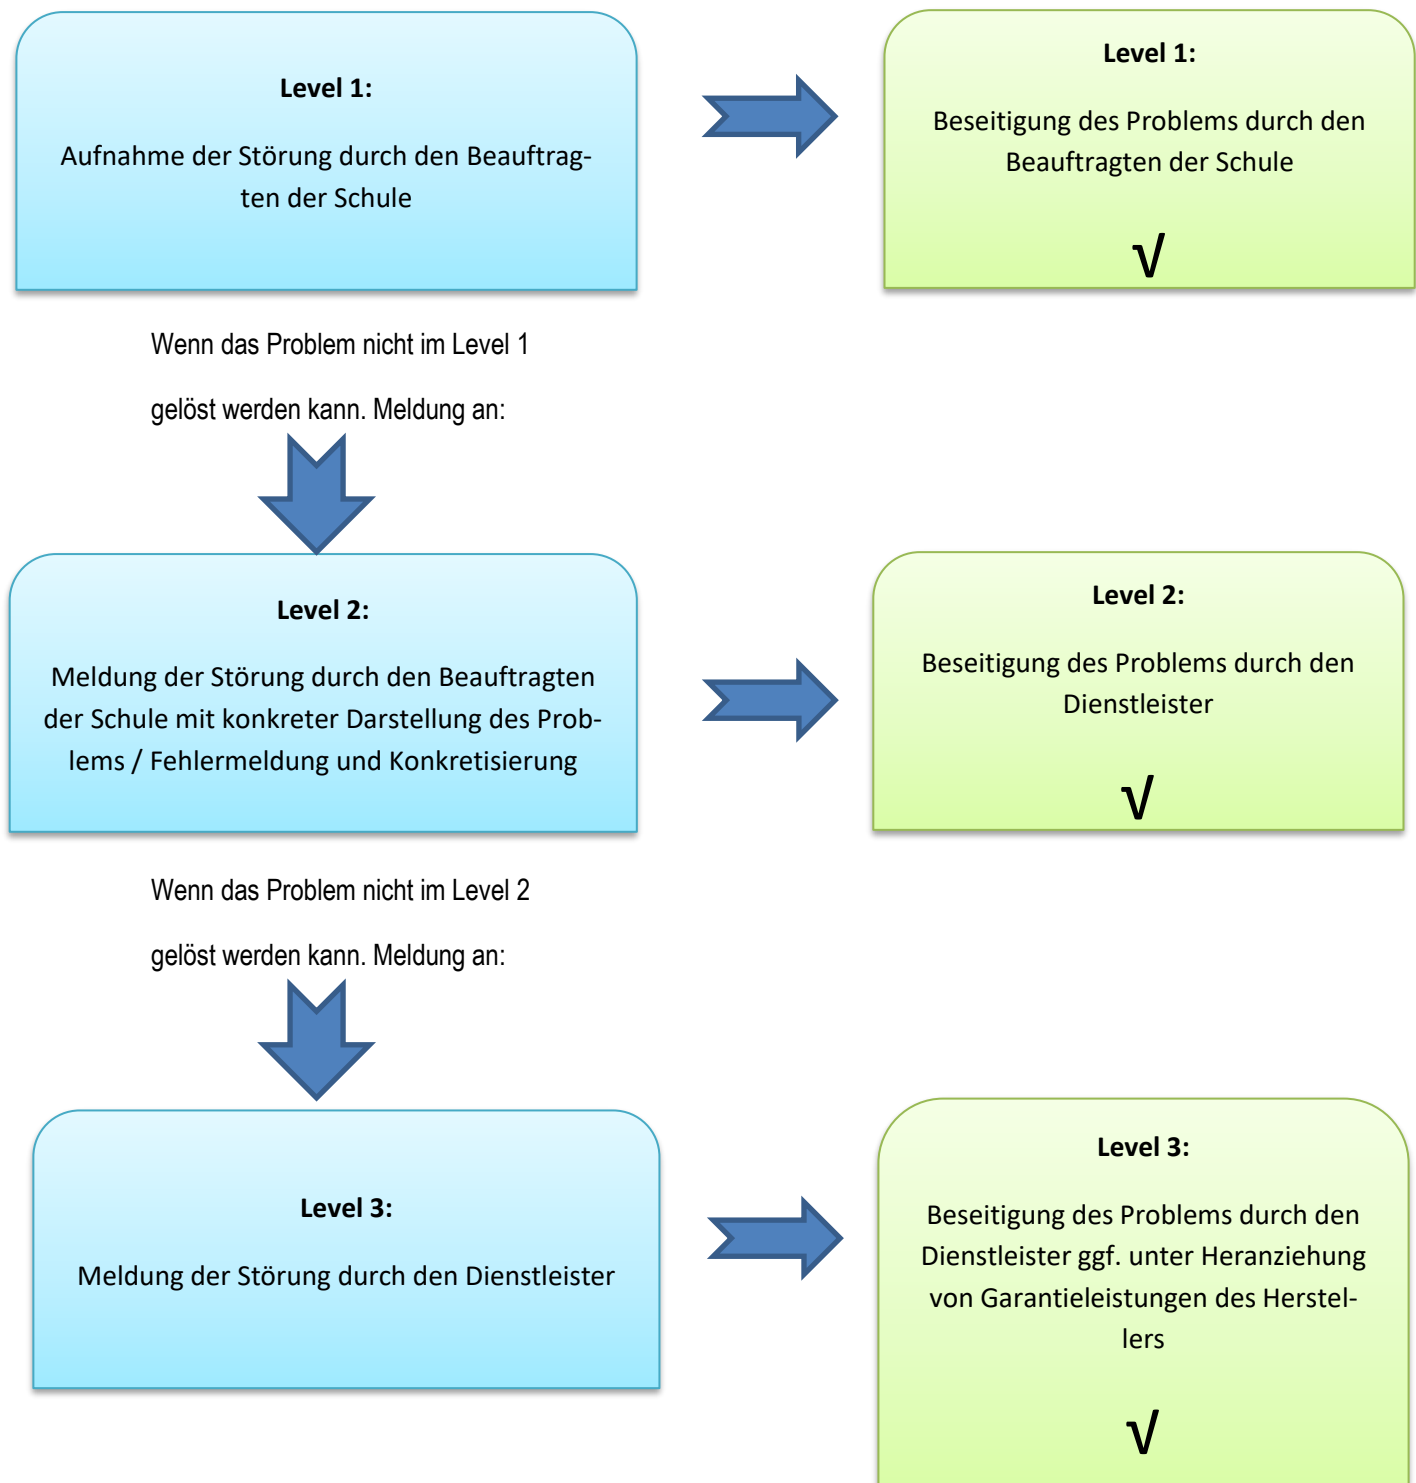 Level 1:
Aufnahme der Störung durch den Beauftrag-
ten der Schule
Level 1:
Beseitigung des Problems durch den
Beauftragten der Schule
√
Wenn das Problem nicht im Level 1
gelöst werden kann. Meldung an:
Level 2:
Meldung der Störung durch den Beauftragten
der Schule mit konkreter Darstellung des Prob-
lems / Fehlermeldung und Konkretisierung
Level 2:
Beseitigung des Problems durch den
Dienstleister
√
Wenn das Problem nicht im Level 2
gelöst werden kann. Meldung an:
Level 3:
Meldung der Störung durch den Dienstleister
Level 3:
Beseitigung des Problems durch den
Dienstleister ggf. unter Heranziehung
von Garantieleistungen des Herstel-
lers
√